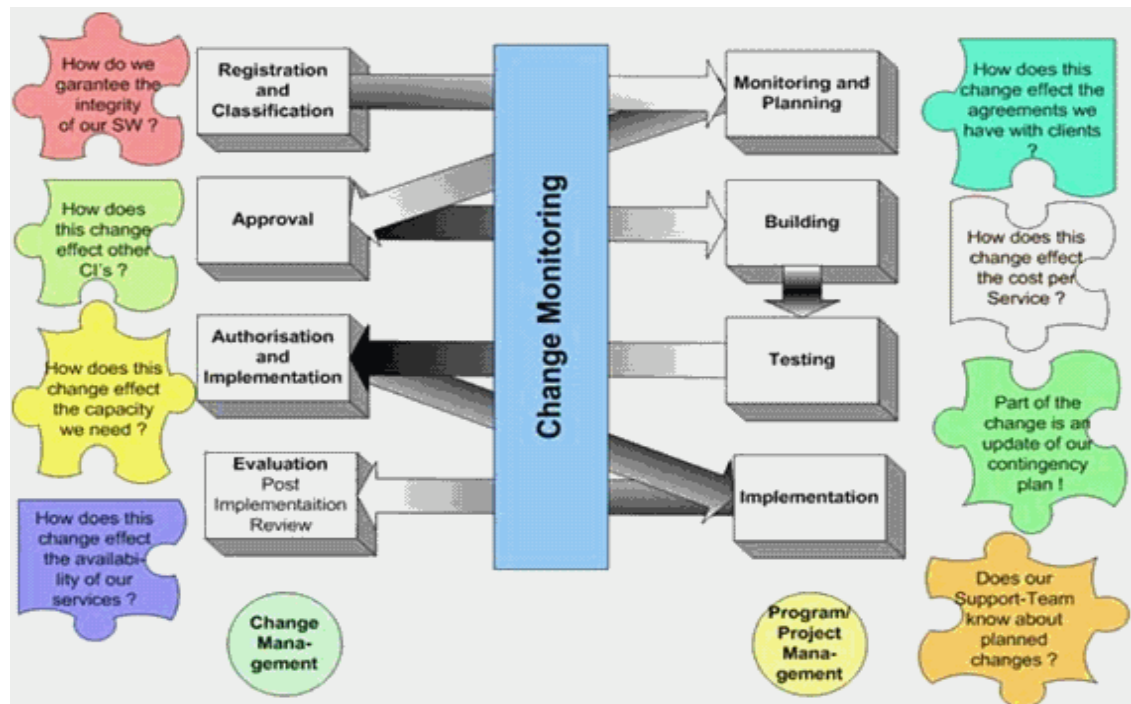 How do we
garantee the
integrity
of our SW ?
Registration
and
Classification
Monitoring and
Planning
How does this
change effect the
agreements we
have with clients
?
How does
this change
effect other
CI's ?
Approval
Change Monitoring
Building
How does this
change effect
the cost per
Service ?
How does this
change effect
the capacity
we need ?
Authorisation
and
Implementation
Testing
Part of the
change is an
update of our
contingency
plan !
How does this
change effect
the availabi-
lity of our
services ?
Evaluation
Post
Implementaition
Review
Implementation
Does our
Support-Team
know about
planned
changes ?
Change
Mana-
gement
Program/
Project
Mana-
gement